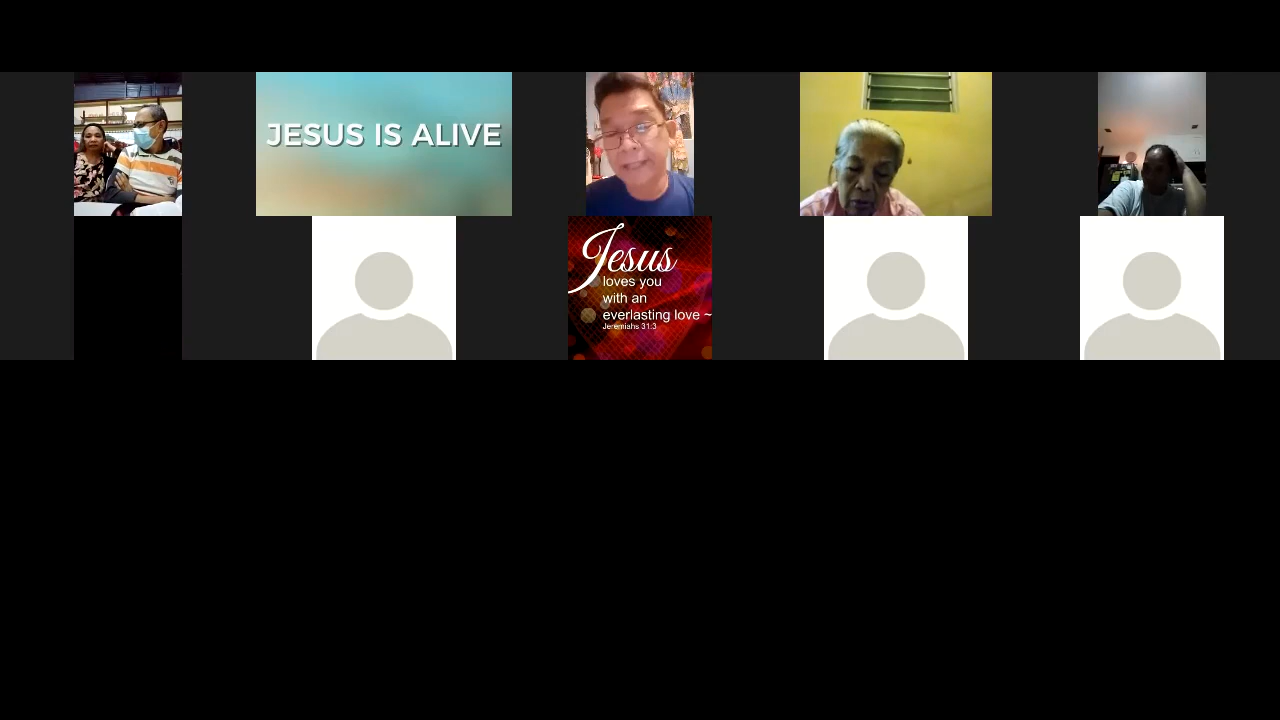 JESUS IS ALIVE
Jesus
loves you
with an
everlasting love ~
Jeremiahs 31:3